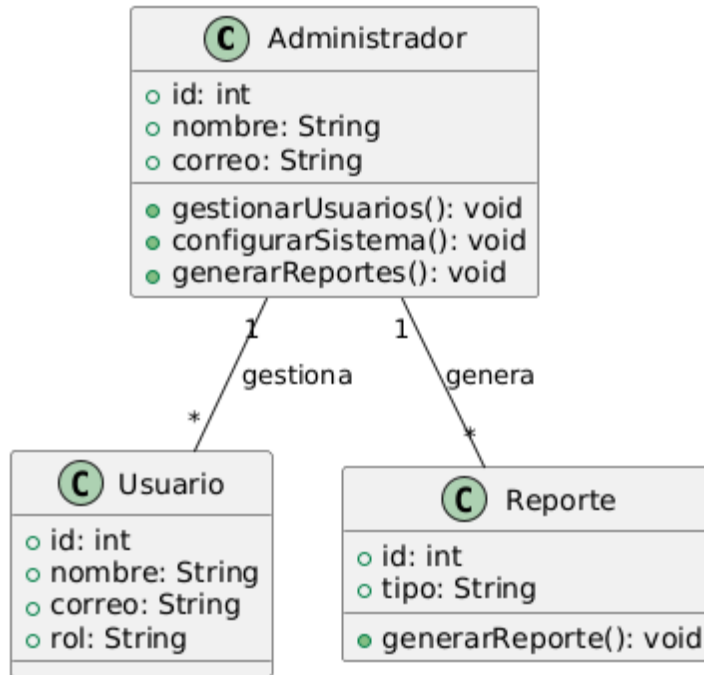 C Administrador
id: int
nombre: String
correo: String
gestionarUsuarios(): void
configurarSistema(): void
generarReportes(): void
1 1
gestiona genera
* *
C Usuario
id: int
nombre: String
correo: String
rol: String
C Reporte
id: int
tipo: String
generarReporte(): void